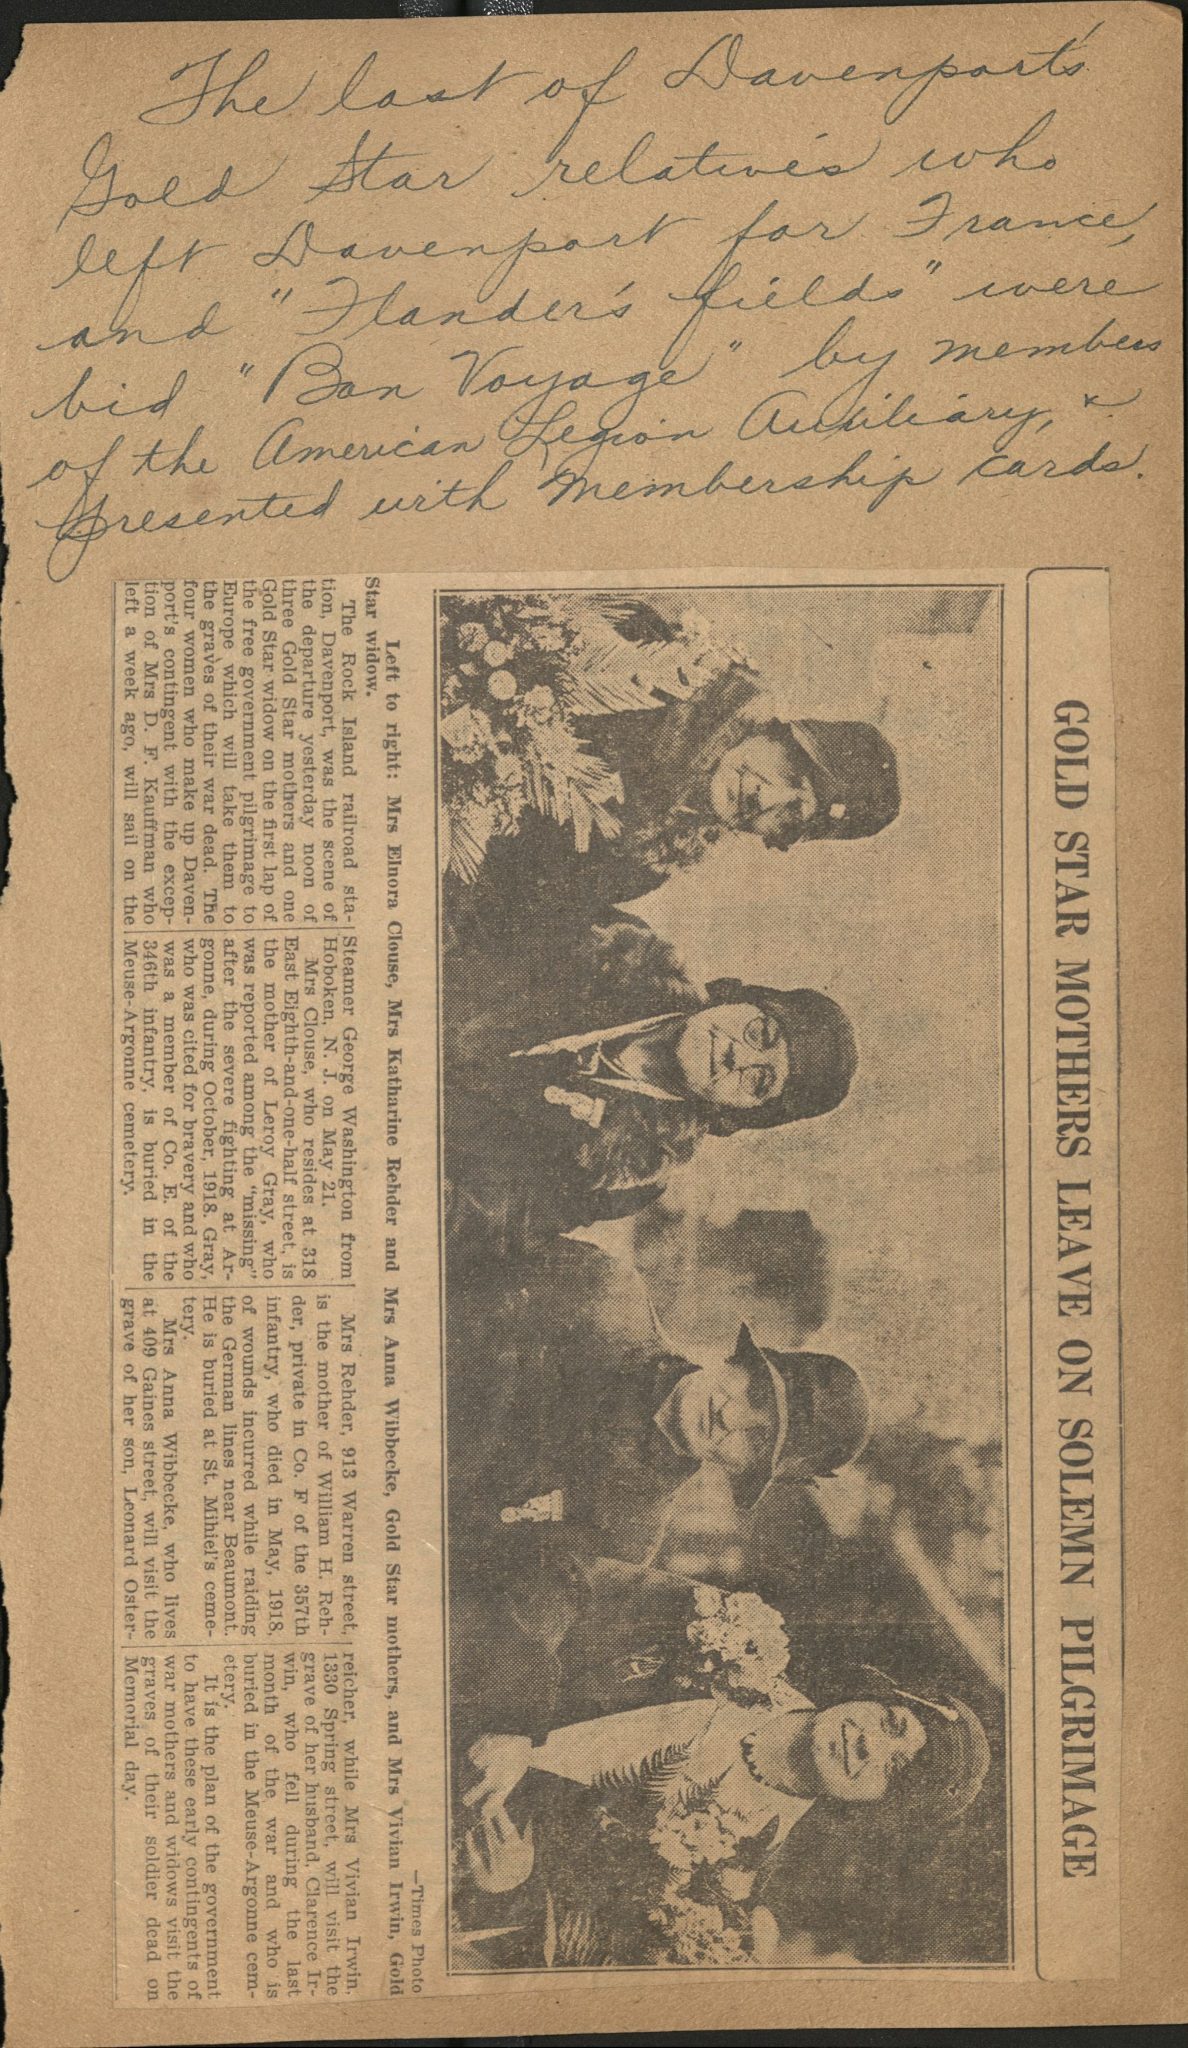 The last of Davenport's
Gold Star relatives who
left Davenport for France,
and "Flander's fields" were
bid "Bon Voyage" by members
of the American Legion Auxiliary, &
presented with membership cards.
GOLD STAR MOTHERS LEAVE ON SOLEMN PILGRIMAGE
—Times Photo
Left to right: Mrs Elnora Clouse, Mrs Katharine Rehder and Mrs Anna Wibbecke, Gold Star mothers, and Mrs Vivian Irwin, Gold
Star widow.
The Rock Island railroad sta-
tion, Davenport, was the scene of
the departure yesterday noon of
three Gold Star mothers and one
Gold Star widow on the first lap of
the free government pilgrimage to
Europe which will take them to
the graves of their war dead. The
four women who make up Daven-
port's contingent with the excep-
tion of Mrs D. F. Kauffman who
left a week ago, will sail on the
Steamer George Washington from
Hoboken, N. J. on May 21.
Mrs Clouse, who resides at 318
East Eighth-and-one-half street, is
the mother of Leroy Gray, who
was reported among the "missing"
after the severe fighting at Ar-
gonne, during October, 1918. Gray,
who was cited for bravery and who
was a member of Co. E. of the
346th infantry, is buried in the
Meuse-Argonne cemetery.
Mrs Rehder, 913 Warren street,
is the mother of William H. Reh-
der, private in Co. F of the 357th
infantry, who died in May, 1918,
of wounds incurred while raiding
the German lines near Beaumont.
He is buried at St. Mihiel's ceme-
tery.
Mrs Anna Wibbecke, who lives
at 409 Gaines street, will visit the
grave of her son, Leonard Oster-
reicher, while Mrs Vivian Irwin,
1330 Spring street, will visit the
grave of her husband, Clarence Ir-
win, who fell during the last
month of the war and who is
buried in the Meuse-Argonne cem-
etery.
It is the plan of the government
to have these early contingents of
war mothers and widows visit the
graves of their soldier dead on
Memorial day.